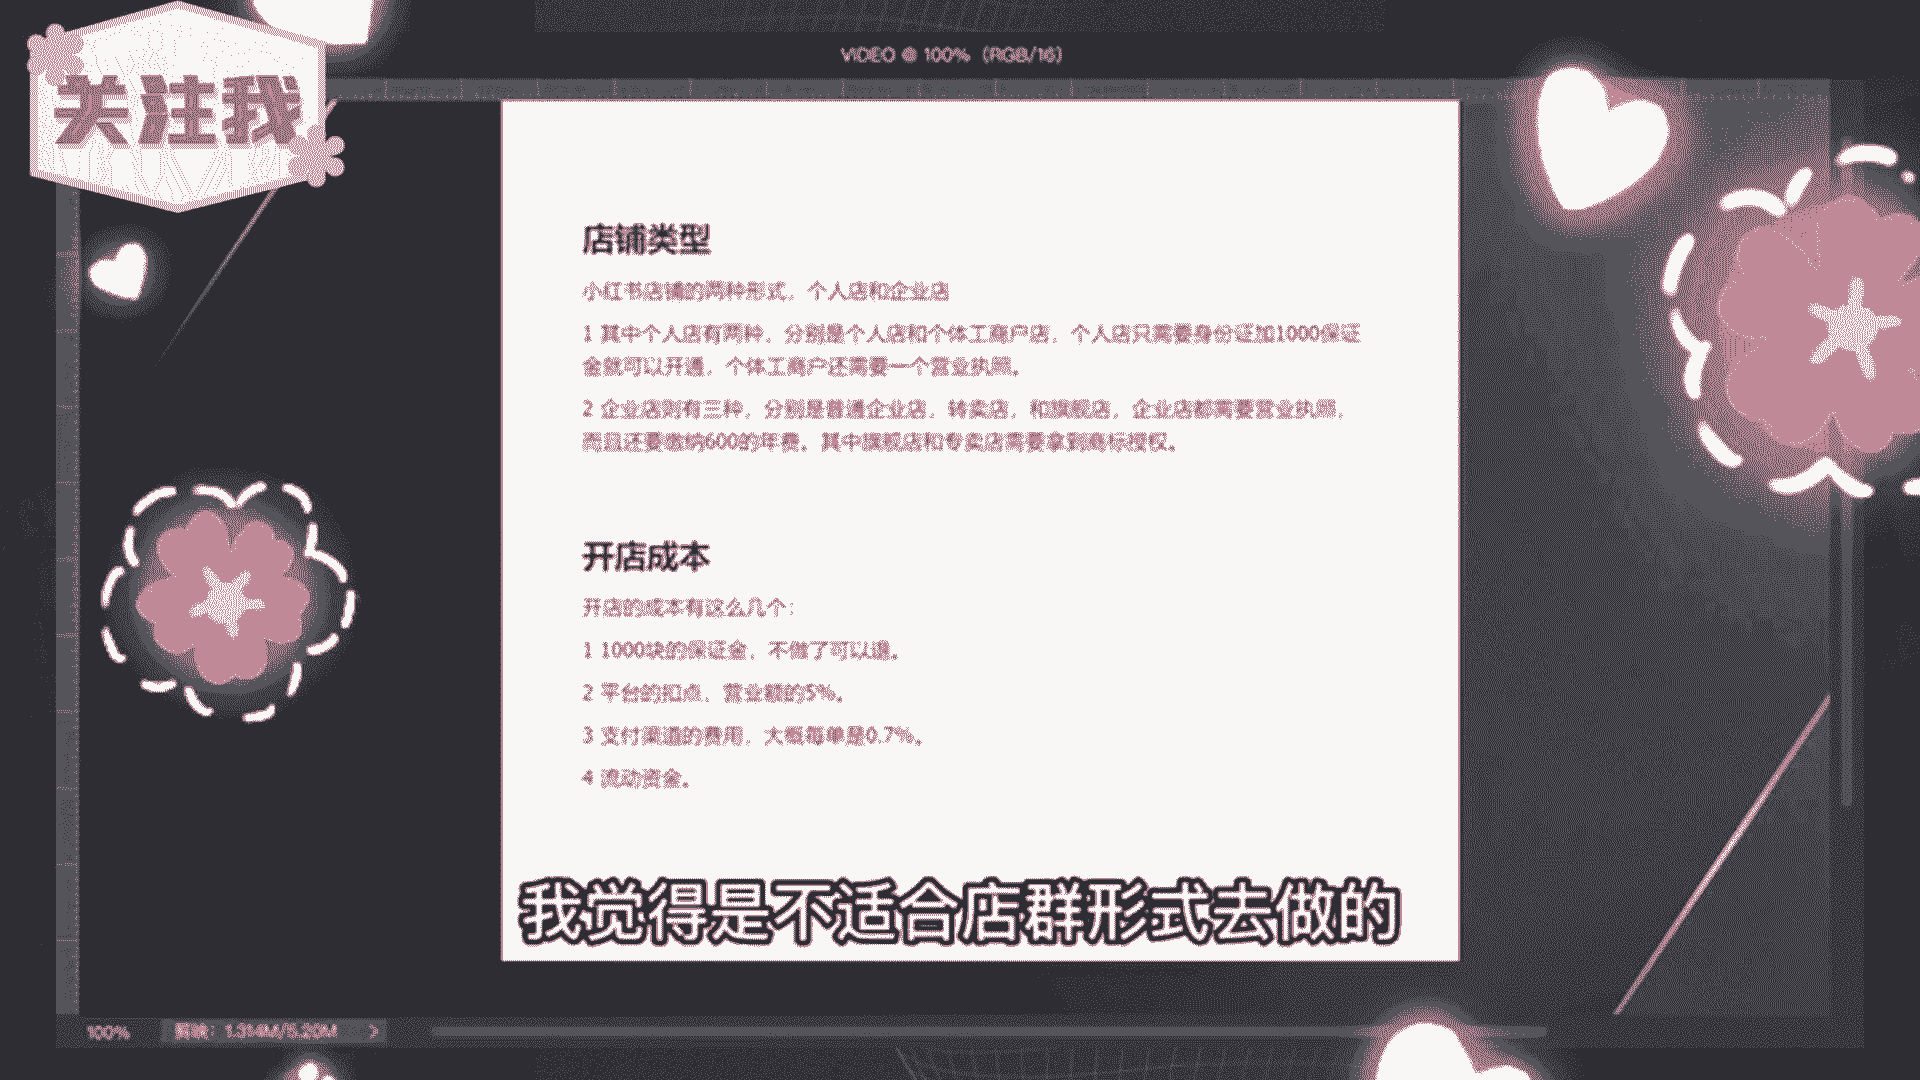 VIDEO @ 100% (RGB/16)
关注我
店铺类型
小红书店铺的两种形式，个人店和企业店
1 其中个人店有两种，分别是个人店和个体工商户店，个人店只需要身份证加1000保证
金就可以开通，个体工商户还需要一个营业执照。
2 企业店则有三种，分别是普通企业店，转卖店，和旗舰店，企业店都需要营业执照，
而且还要缴纳600的年费。其中旗舰店和专卖店需要拿到商标授权。
开店成本
开店的成本有这么几个：
1 1000块的保证金，不做了可以退。
2 平台的扣点，营业额的5%。
3 支付渠道的费用，大概每单是0.7%。
4 流动资金。
我觉得是不适合店群形式去做的
100%
剪映：1.314M/5.20M